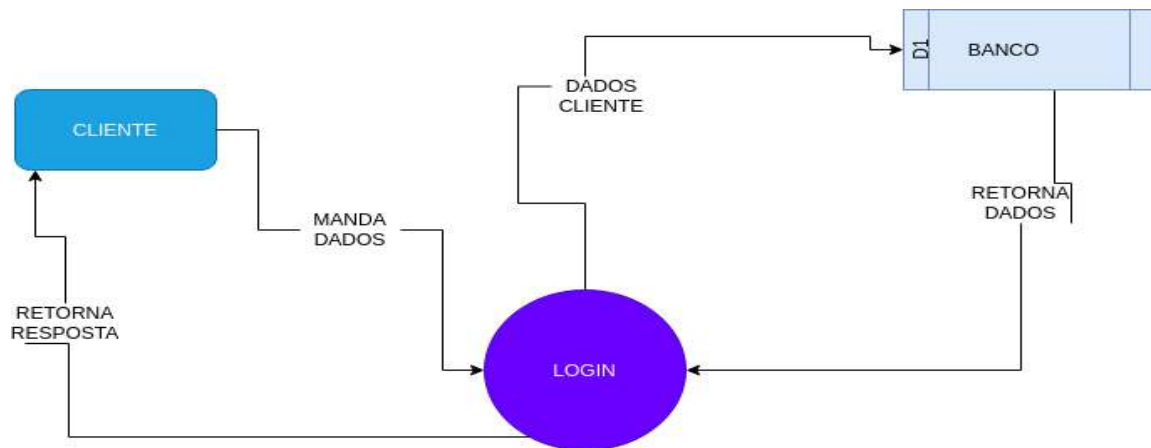 DADOS
CLIENTE
D1
BANCO
CLIENTE
RETORNA
DADOS
MANDA
DADOS
RETORNA
RESPOSTA
LOGIN